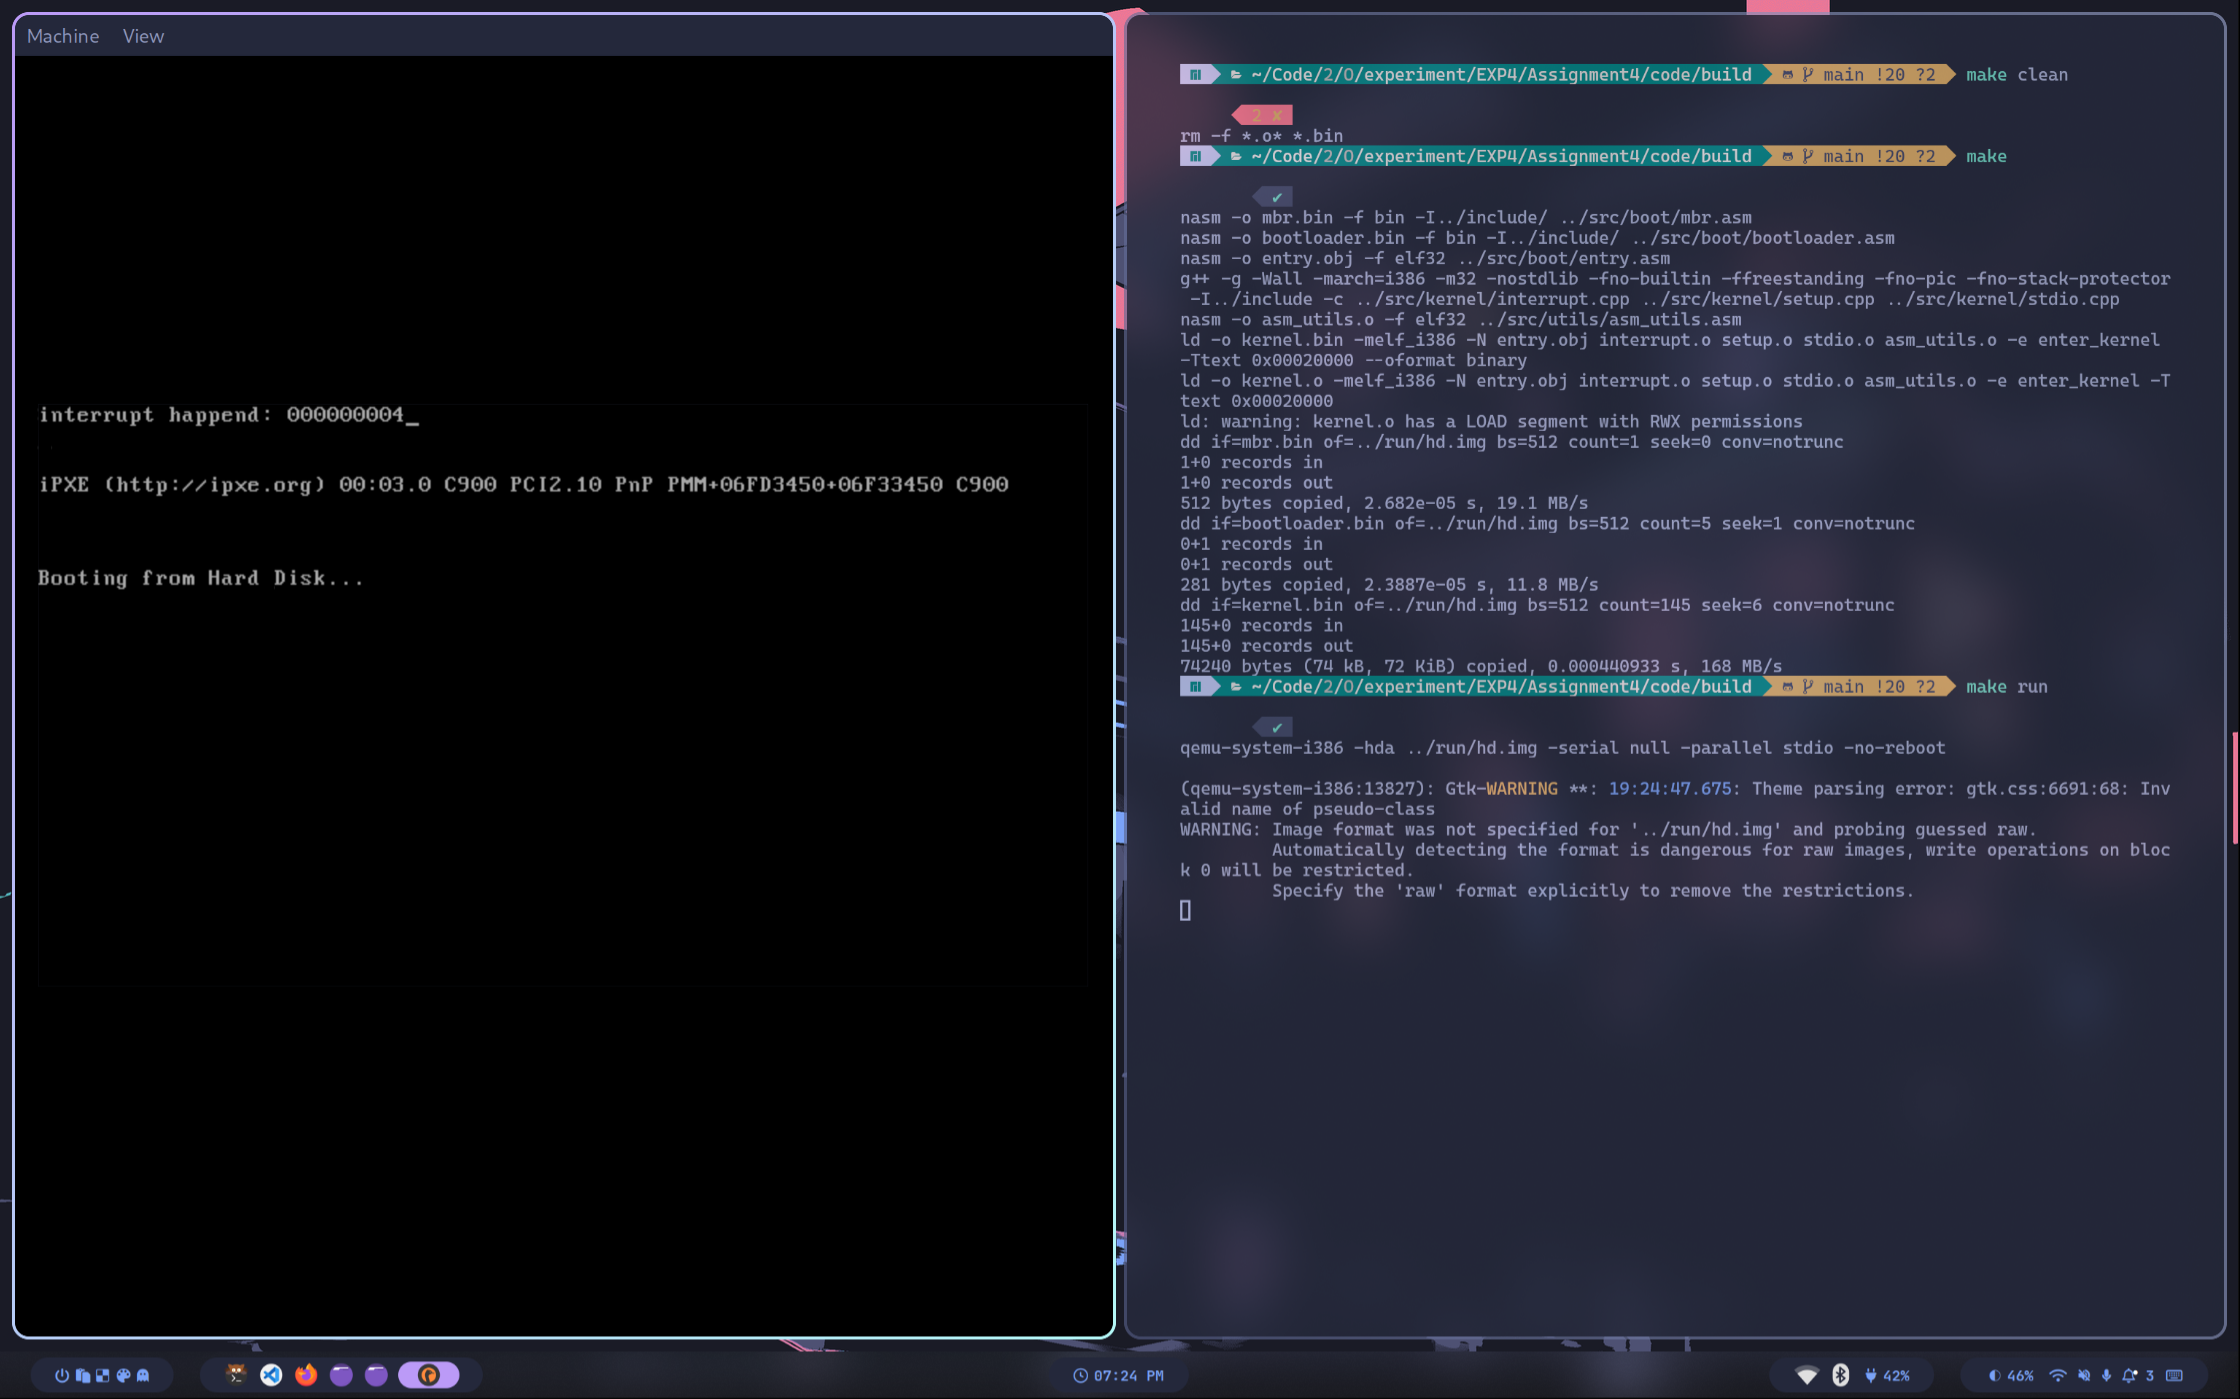 Machine View
interrupt happend: 000000004_
iPXE (http://ipxe.org) 00:03.0 C900 PCI2.10 PnP PMM+06FD3450+06F33450 C900
Booting from Hard Disk...
~/Code/2/O/experiment/EXP4/Assignment4/code/build main !20 ?2 make clean
2 ✘
rm -f *.o* *.bin
~/Code/2/O/experiment/EXP4/Assignment4/code/build main !20 ?2 make
✔
nasm -o mbr.bin -f bin -I../include/ ../src/boot/mbr.asm
nasm -o bootloader.bin -f bin -I../include/ ../src/boot/bootloader.asm
nasm -o entry.obj -f elf32 ../src/boot/entry.asm
g++ -g -Wall -march=i386 -m32 -nostdlib -fno-builtin -ffreestanding -fno-pic -fno-stack-protector
-I../include -c ../src/kernel/interrupt.cpp ../src/kernel/setup.cpp ../src/kernel/stdio.cpp
nasm -o asm_utils.o -f elf32 ../src/utils/asm_utils.asm
ld -o kernel.bin -melf_i386 -N entry.obj interrupt.o setup.o stdio.o asm_utils.o -e enter_kernel
-Ttext 0x00020000 --oformat binary
ld -o kernel.o -melf_i386 -N entry.obj interrupt.o setup.o stdio.o asm_utils.o -e enter_kernel -T
text 0x00020000
ld: warning: kernel.o has a LOAD segment with RWX permissions
dd if=mbr.bin of=../run/hd.img bs=512 count=1 seek=0 conv=notrunc
1+0 records in
1+0 records out
512 bytes copied, 2.682e-05 s, 19.1 MB/s
dd if=bootloader.bin of=../run/hd.img bs=512 count=5 seek=1 conv=notrunc
0+1 records in
0+1 records out
281 bytes copied, 2.3887e-05 s, 11.8 MB/s
dd if=kernel.bin of=../run/hd.img bs=512 count=145 seek=6 conv=notrunc
145+0 records in
145+0 records out
74240 bytes (74 kB, 72 KiB) copied, 0.000440933 s, 168 MB/s
~/Code/2/O/experiment/EXP4/Assignment4/code/build main !20 ?2 make run
✔
qemu-system-i386 -hda ../run/hd.img -serial null -parallel stdio -no-reboot
(qemu-system-i386:13827): Gtk-WARNING **: 19:24:47.675: Theme parsing error: gtk.css:6691:68: Inv
alid name of pseudo-class
WARNING: Image format was not specified for '../run/hd.img' and probing guessed raw.
Automatically detecting the format is dangerous for raw images, write operations on bloc
k 0 will be restricted.
Specify the 'raw' format explicitly to remove the restrictions.
07:24 PM
42%
46%
3